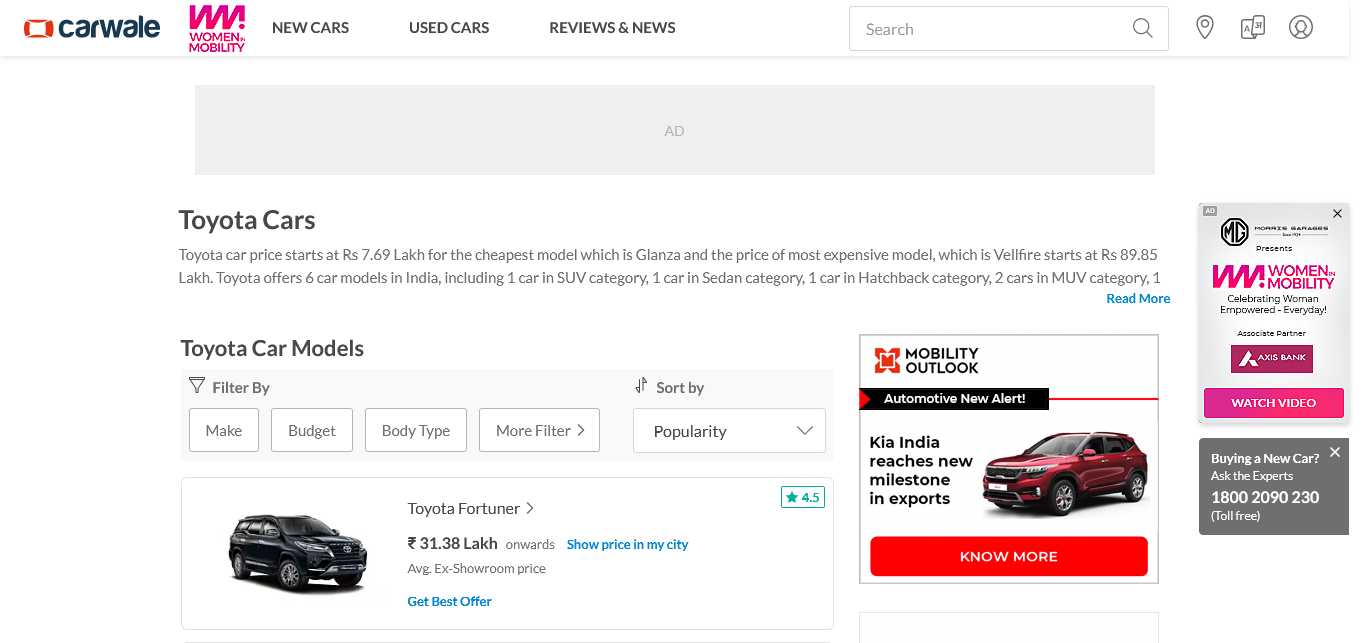 carwale
WOMEN IN
MOBILITY
NEW CARS
USED CARS
REVIEWS & NEWS
Search
AD
Toyota Cars
Toyota car price starts at Rs 7.69 Lakh for the cheapest model which is Glanza and the price of most expensive model, which is Vellfire starts at Rs 89.85
Lakh. Toyota offers 6 car models in India, including 1 car in SUV category, 1 car in Sedan category, 1 car in Hatchback category, 2 cars in MUV category, 1
Read More
Toyota Car Models
Filter By
Sort by
Make
Budget
Body Type
More Filter
Popularity
4.5
Toyota Fortuner
₹ 31.38 Lakh onwards Show price in my city
Avg. Ex-Showroom price
Get Best Offer
MOBILITY
OUTLOOK
Automotive New Alert!
Kia India
reaches new
milestone
in exports
KNOW MORE
AD
MG
MORRIS GARAGES
Since 1924
Presents
WOMEN IN
MOBILITY
Celebrating Woman
Empowered - Everyday!
Associate Partner
AXIS BANK
WATCH VIDEO
Buying a New Car?
Ask the Experts
1800 2090 230
(Toll free)